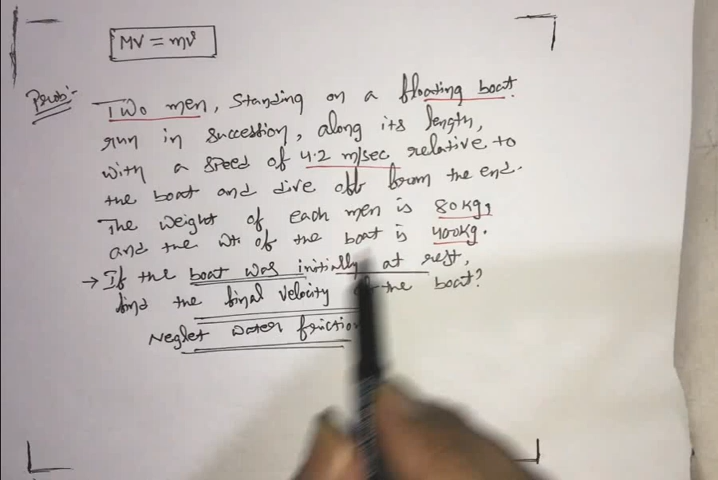 MV = mv
Prob:-
Two men, standing on a floating boat
run in succession, along its length,
with a speed of 4.2 m/sec relative to
the boat and dive off from the end.
The weight of each men is 80 kg,
and the wt. of the boat is 400kg.
→ If the boat was initially at rest,
find the final velocity the boat?
Neglet water friction